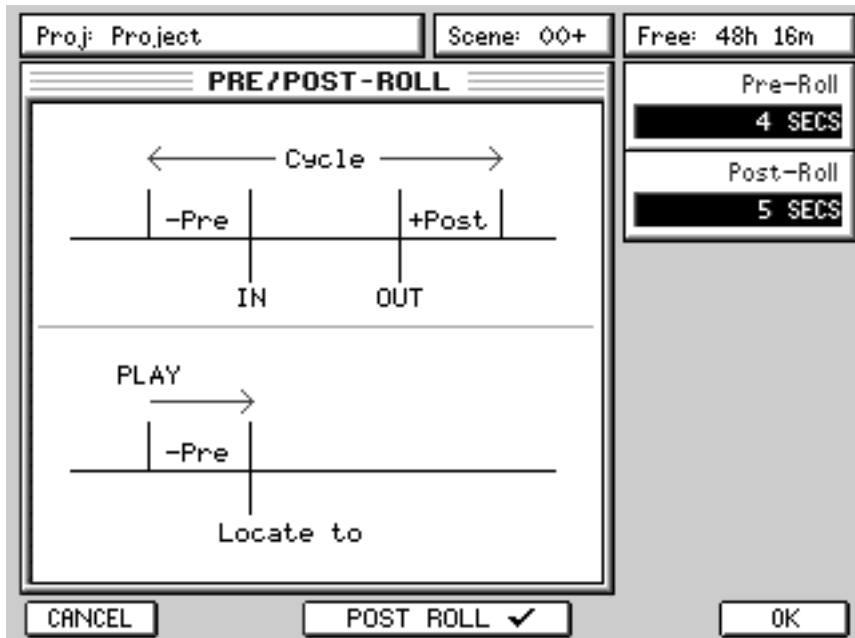 Proj: Project
Scene: 00+
Free: 48h 16m
PRE/POST-ROLL
Pre-Roll
4 SECS
Post-Roll
5 SECS
Cycle
-Pre
+Post
IN
OUT
PLAY
-Pre
Locate to
CANCEL
POST ROLL ✓
OK